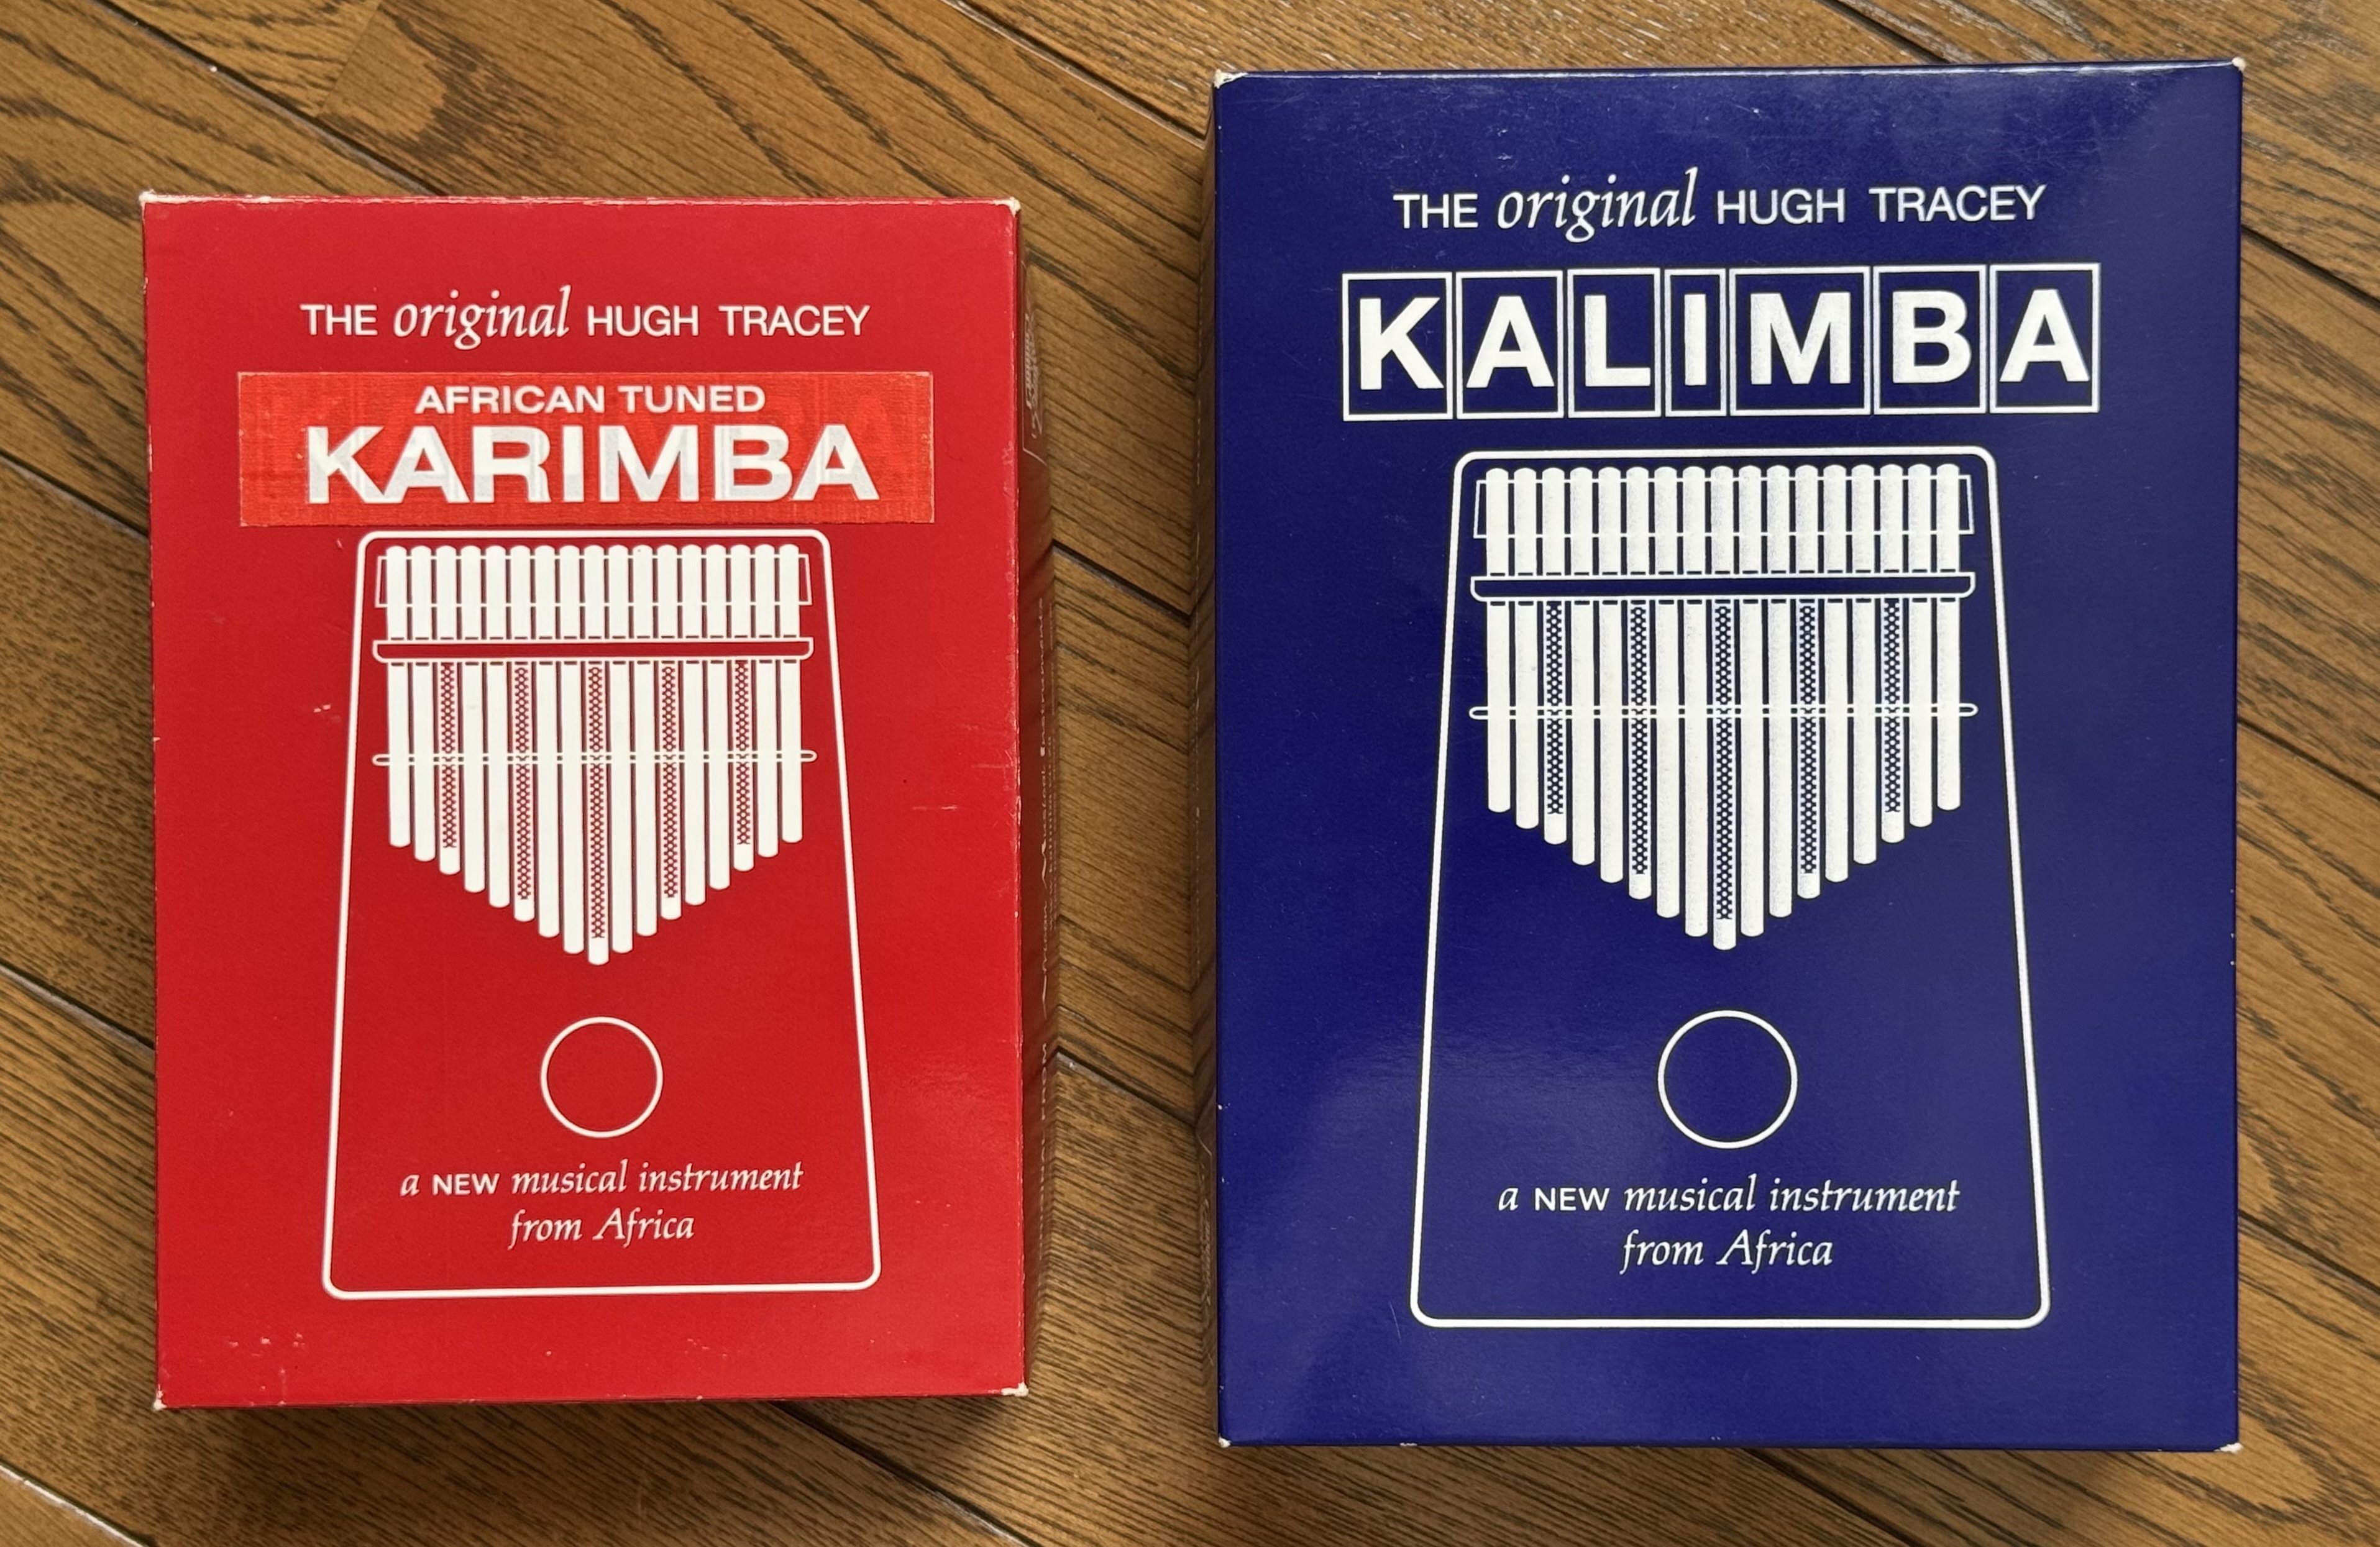 THE original HUGH TRACEY
AFRICAN TUNED
KARIMBA
a NEW musical instrument
from Africa
THE original HUGH TRACEY
KALIMBA
a NEW musical instrument
from Africa